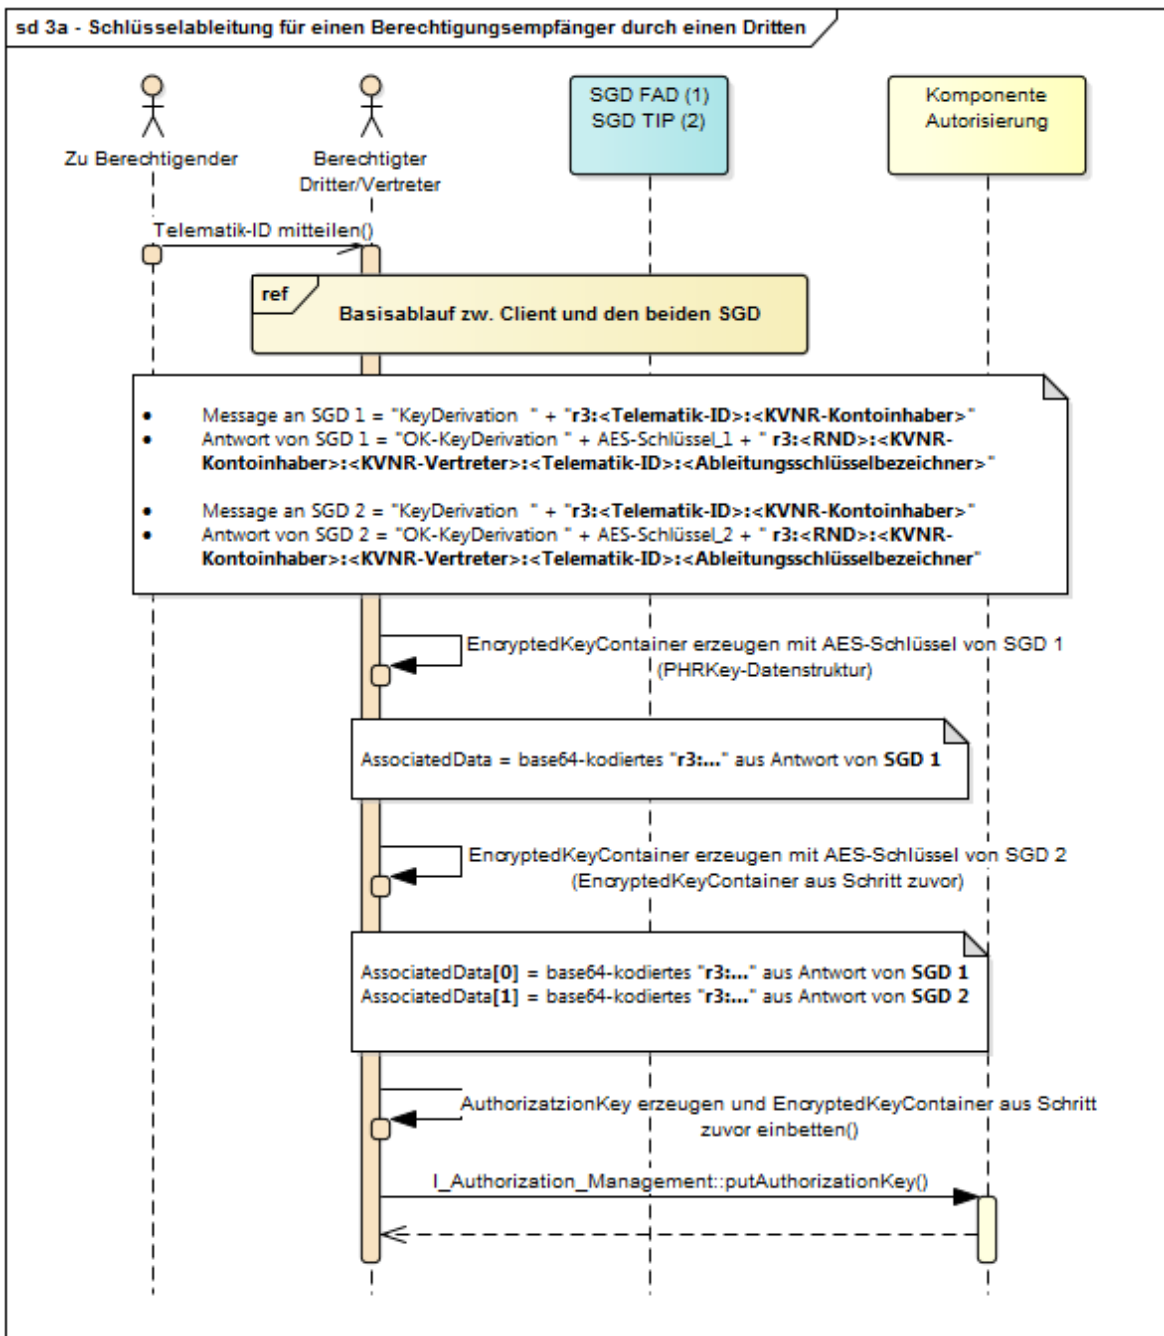 sd 3a - Schlüsselableitung für einen Berechtigungsempfänger durch einen Dritten
SGD FAD (1)
SGD TIP (2)
Komponente
Autorisierung
Zu Berechtigender
Berechtigter
Dritter/Vertreter
Telematik-ID mitteilen()
ref
Basisablauf zw. Client und den beiden SGD
• Message an SGD 1 = "KeyDerivation " + "r3:<Telematik-ID>:<KVNR-Kontoinhaber>"
• Antwort von SGD 1 = "OK-KeyDerivation " + AES-Schlüssel_1 + " r3:<RND>:<KVNR-
Kontoinhaber>:<KVNR-Vertreter>:<Telematik-ID>:<Ableitungsschlüsselbezeichner>"
• Message an SGD 2 = "KeyDerivation " + "r3:<Telematik-ID>:<KVNR-Kontoinhaber>"
• Antwort von SGD 2 = "OK-KeyDerivation " + AES-Schlüssel_2 + " r3:<RND>:<KVNR-
Kontoinhaber>:<KVNR-Vertreter>:<Telematik-ID>:<Ableitungsschlüsselbezeichner"
EncryptedKeyContainer erzeugen mit AES-Schlüssel von SGD 1
(PHRKey-Datenstruktur)
AssociatedData = base64-kodiertes "r3:..." aus Antwort von SGD 1
EncryptedKeyContainer erzeugen mit AES-Schlüssel von SGD 2
(EncryptedKeyContainer aus Schritt zuvor)
AssociatedData[0] = base64-kodiertes "r3:..." aus Antwort von SGD 1
AssociatedData[1] = base64-kodiertes "r3:..." aus Antwort von SGD 2
AuthorizatzionKey erzeugen und EncryptedKeyContainer aus Schritt
zuvor einbetten()
I_Authorization_Management::putAuthorizationKey()